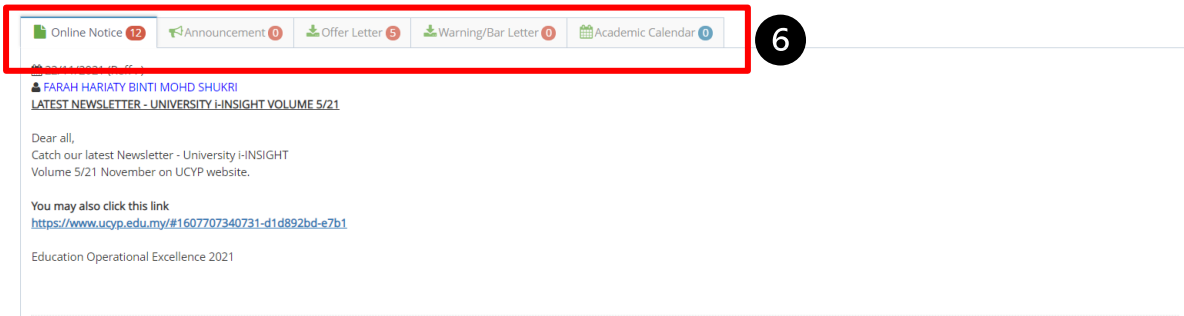 Online Notice 12 Announcement 0 Offer Letter 5 Warning/Bar Letter 0 Academic Calendar 0
6
22/11/2021
FARAH HARIATY BINTI MOHD SHUKRI
LATEST NEWSLETTER - UNIVERSITY i-INSIGHT VOLUME 5/21
Dear all,
Catch our latest Newsletter - University i-INSIGHT
Volume 5/21 November on UCYP website.
You may also click this link
https://www.ucyp.edu.my/#1607707340731-d1d892bd-e7b1
Education Operational Excellence 2021